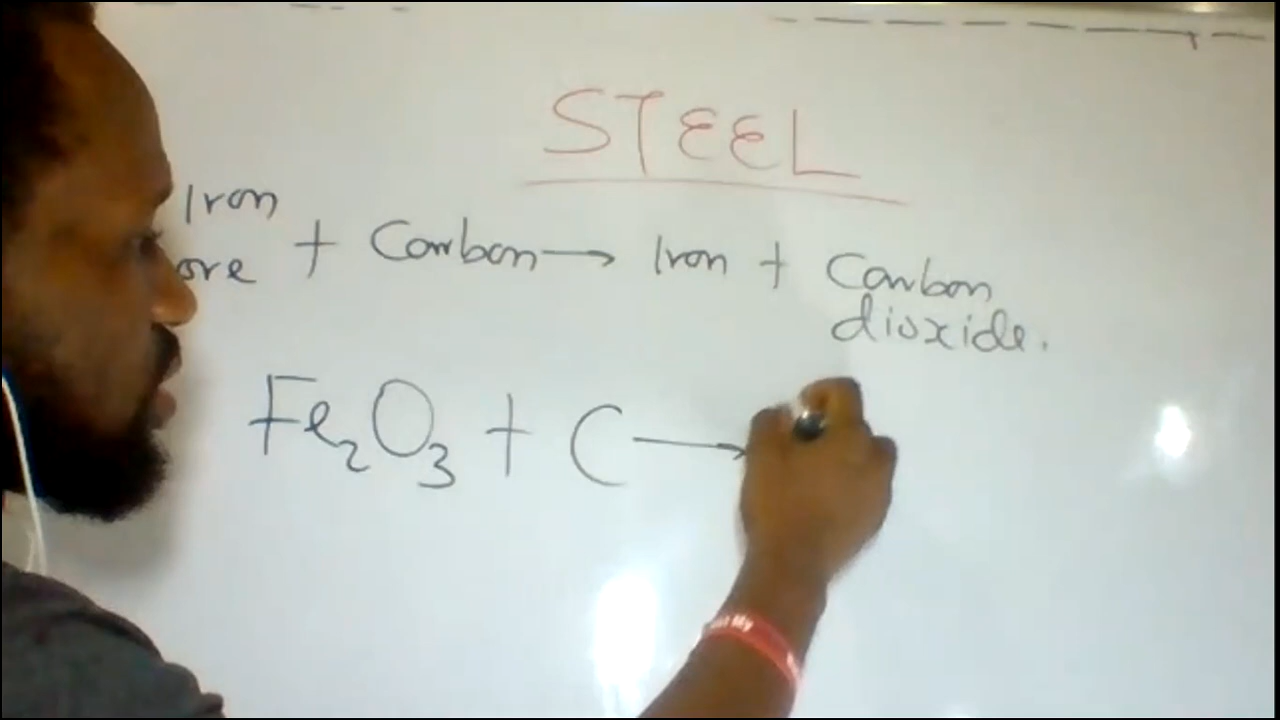 STEEL
Iron ore + Carbon → Iron + Carbon dioxide.
Fe₂O₃ + C →